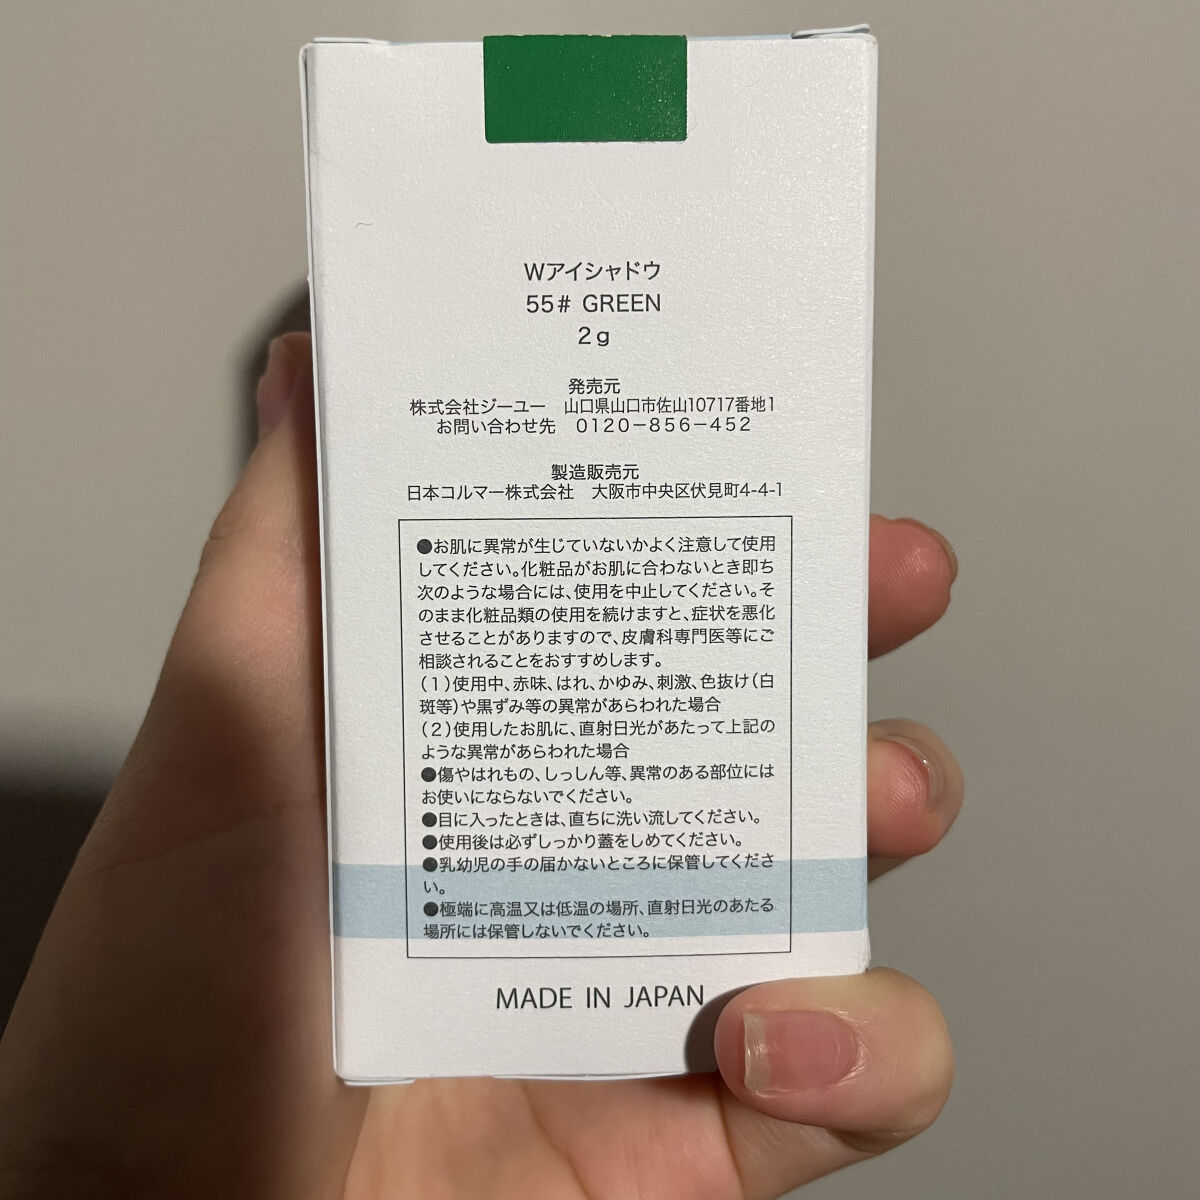 Wアイシャドウ
55# GREEN
2g
発売元
株式会社ジーユー 山口県山口市佐山10717番地1
お問い合わせ先 0120-856-452
製造販売元
日本コルマー株式会社 大阪市中央区伏見町4-4-1
●お肌に異常が生じていないかよく注意して使用
してください。化粧品がお肌に合わないとき即ち
次のような場合には、使用を中止してください。そ
のまま化粧品類の使用を続けますと、症状を悪化
させることがありますので、皮膚科専門医等にご
相談されることをおすすめします。
(1)使用中、赤味、はれ、かゆみ、刺激、色抜け(白
斑等)や黒ずみ等の異常があらわれた場合
(2)使用したお肌に、直射日光があたって上記の
ような異常があらわれた場合
●傷やはれもの、しっしん等、異常のある部位には
お使いにならないでください。
●目に入ったときは、直ちに洗い流してください。
●使用後は必ずしっかり蓋をしめてください。
●乳幼児の手の届かないところに保管してくださ
い。
●極端に高温又は低温の場所、直射日光のあたる
場所には保管しないでください。
MADE IN JAPAN